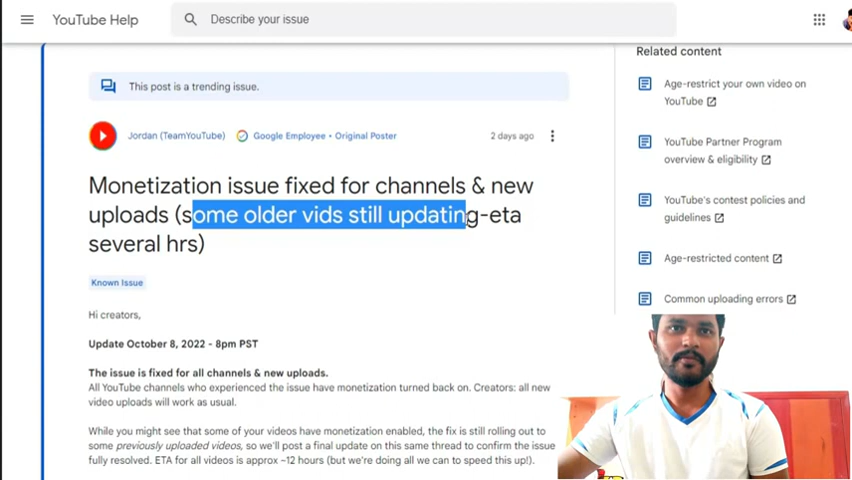 YouTube Help
Describe your issue
This post is a trending issue.
Jordan (TeamYouTube) Google Employee • Original Poster 2 days ago
Monetization issue fixed for channels & new
uploads (some older vids still updating-eta
several hrs)
Known Issue
Hi creators,
Update October 8, 2022 - 8pm PST
The issue is fixed for all channels & new uploads.
All YouTube channels who experienced the issue have monetization turned back on. Creators: all new
video uploads will work as usual.
While you might see that some of your videos have monetization enabled, the fix is still rolling out to
some previously uploaded videos, so we'll post a final update on this same thread to confirm the issue
fully resolved. ETA for all videos is approx ~12 hours (but we're doing all we can to speed this up!).
Related content
Age-restrict your own video on
YouTube
YouTube Partner Program
overview & eligibility
YouTube's contest policies and
guidelines
Age-restricted content
Common uploading errors